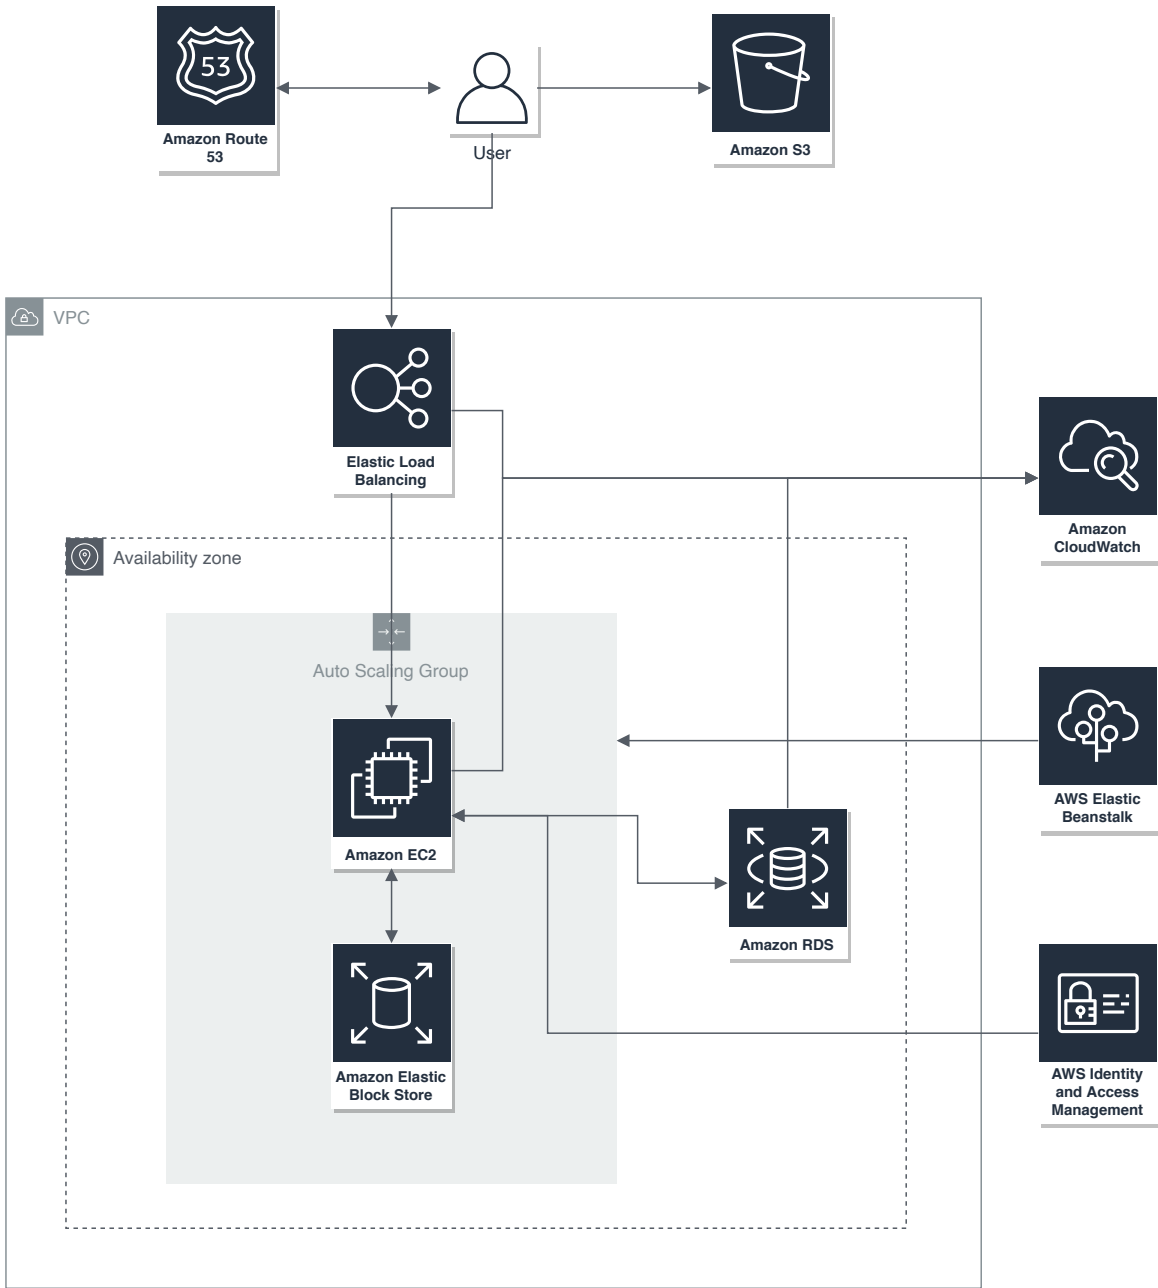 53
Amazon Route
53
User
Amazon S3
VPC
Elastic Load
Balancing
Amazon
CloudWatch
Availability zone
Auto Scaling Group
Amazon EC2
AWS Elastic
Beanstalk
Amazon RDS
Amazon Elastic
Block Store
AWS Identity
and Access
Management